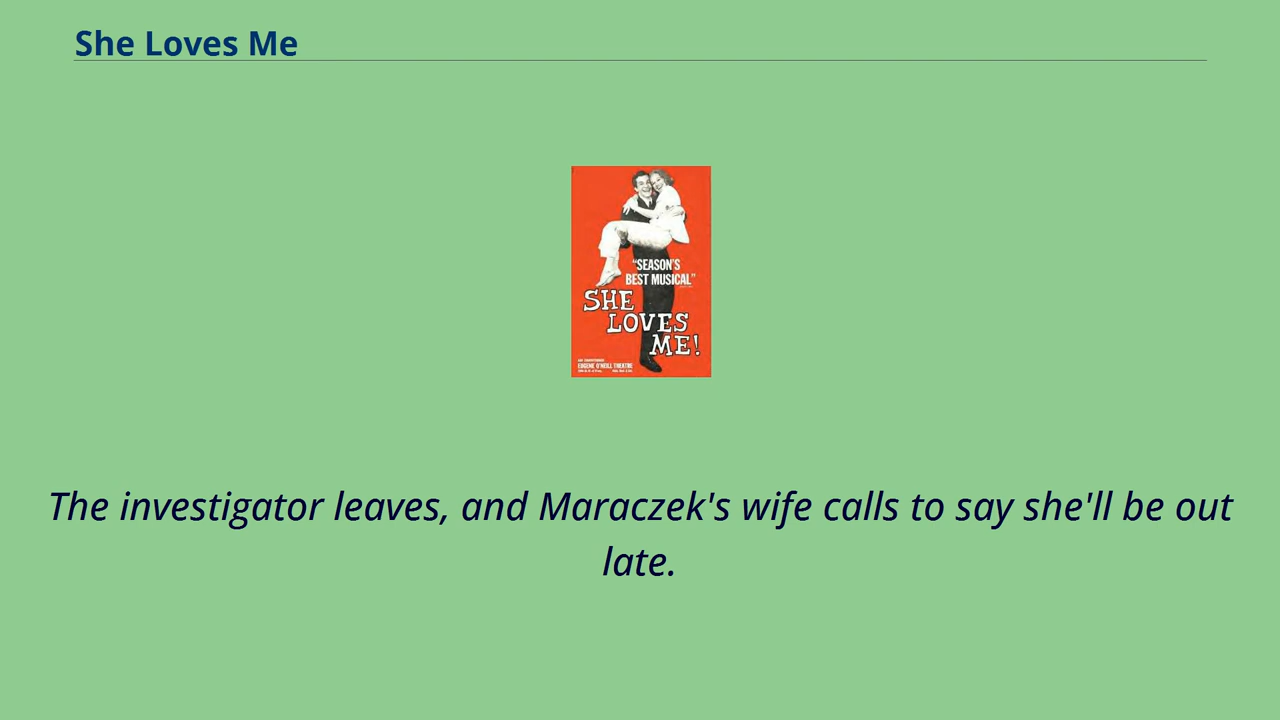 She Loves Me
"SEASON'S
BEST MUSICAL"
SHE
LOVES
ME!
EUGENE O'NEILL THEATRE
The investigator leaves, and Maraczek's wife calls to say she'll be out
late.